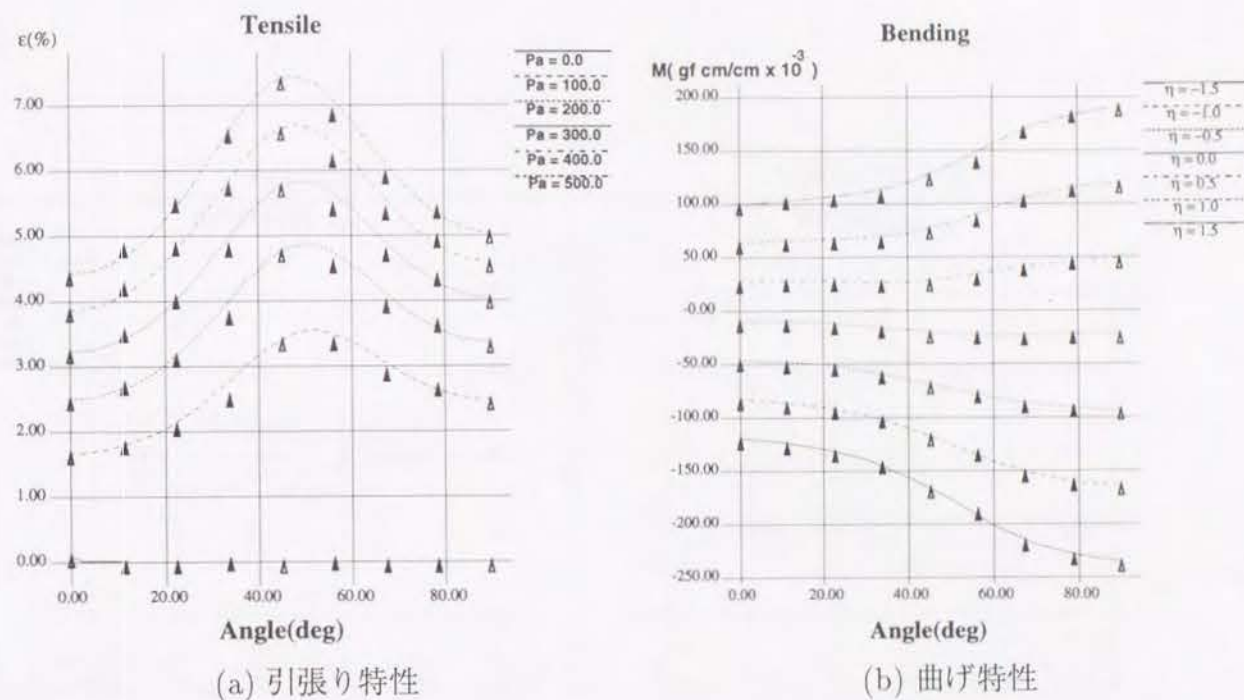 Tensile
ε(%)
7.00
6.00
5.00
4.00
3.00
2.00
1.00
0.00
0.00 20.00 40.00 60.00 80.00
Angle(deg)
Pa = 0.0
Pa = 100.0
Pa = 200.0
Pa = 300.0
Pa = 400.0
Pa = 500.0
(a) 引張り特性
Bending
M( gf cm/cm x 10⁻³ )
200.00
150.00
100.00
50.00
-0.00
-50.00
-100.00
-150.00
-200.00
-250.00
0.00 20.00 40.00 60.00 80.00
Angle(deg)
η = -1.5
η = -1.0
η = -0.5
η = 0.0
η = 0.5
η = 1.0
η = 1.5
(b) 曲げ特性